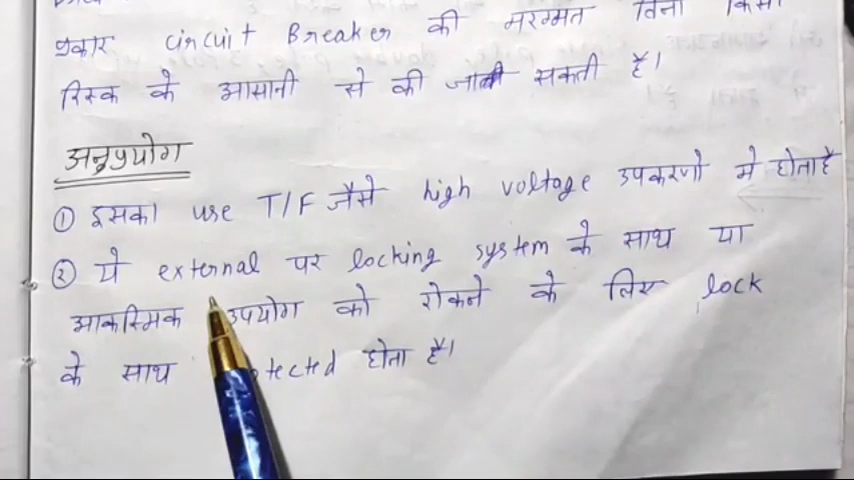 प्रकार circuit Breaker की मरम्मत बिना किसी
रिस्क के आसानी से की जा सकती है।
अनुप्रयोग
① इसका use T/F जैसे high voltage उपकरणो मे होता है
② ये external पर locking system के साथ या
आकस्मिक उपयोग को रोकने के लिए lock
के साथ tected होता है।